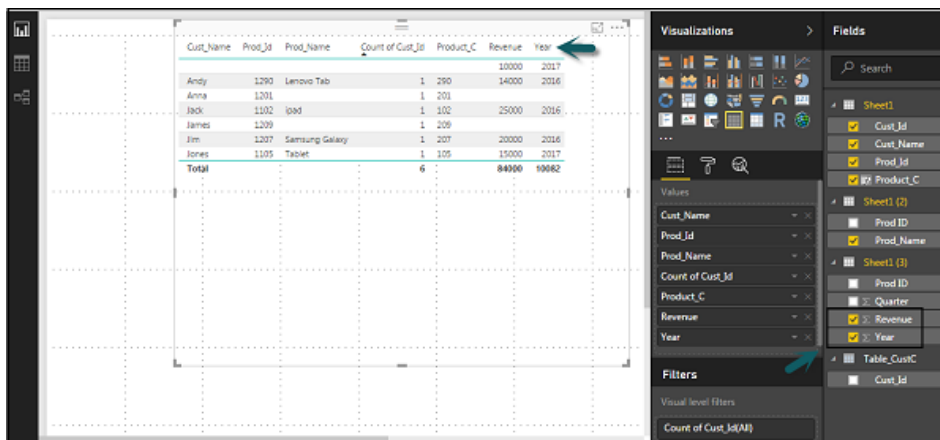 Visualizations
Fields
Search
Cust_Name Prod_Id Prod_Name Count of Cust_Id Product_C Revenue Year
10000 2017
Andy 1290 Lenovo Tab 1 290 14000 2016
Anna 1201 1 201
Jack 1102 ipad 1 102 25000 2016
James 1209 1 209
Jim 1207 Samsung Galaxy 1 207 20000 2016
Jones 1105 Tablet 1 105 15000 2017
Total 6 84000 10082
R
Values
Cust_Name
Prod_Id
Prod_Name
Count of Cust_Id
Product_C
Revenue
Year
Filters
Visual level filters
Count of Cust_Id(All)
Sheet1
Cust_Id
Cust_Name
Prod_Id
Product_C
Sheet1 (2)
Prod ID
Prod_Name
Sheet1 (3)
Prod ID
Σ Quarter
Σ Revenue
Σ Year
Table_CustC
Cust_Id